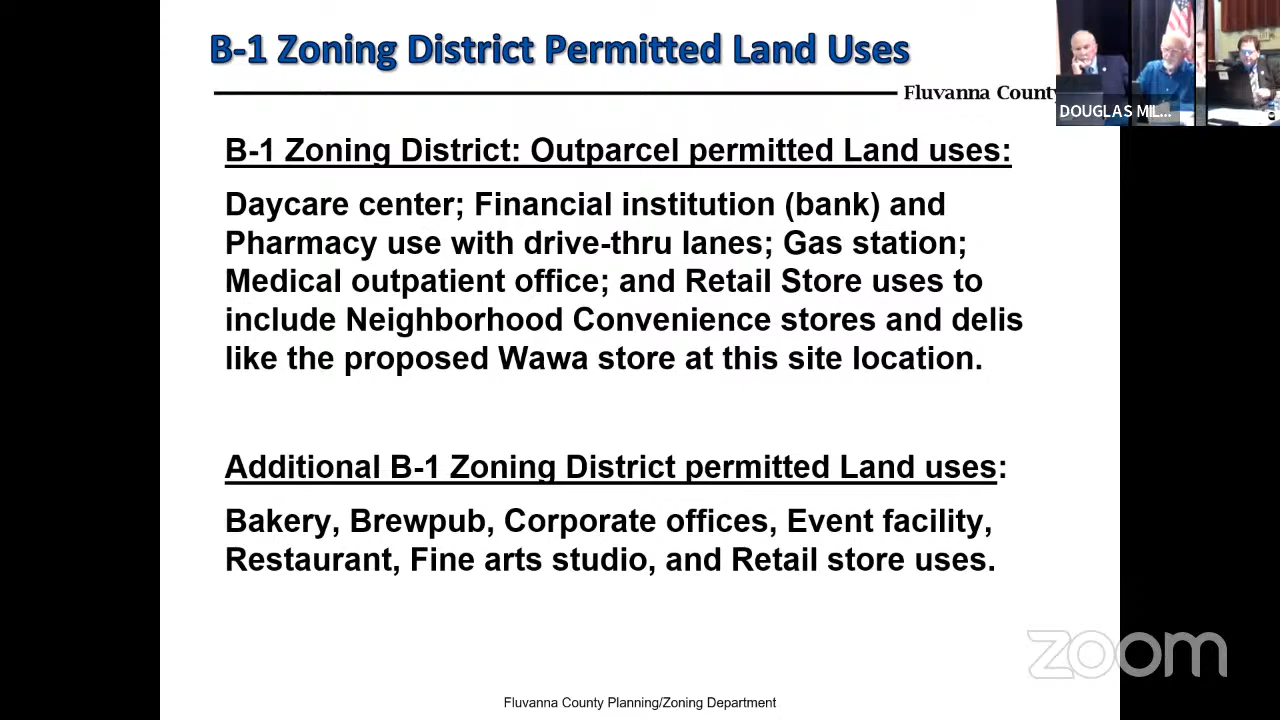 B-1 Zoning District Permitted Land Uses
Fluvanna County
DOUGLAS MIL...
B-1 Zoning District: Outparcel permitted Land uses:
Daycare center; Financial institution (bank) and
Pharmacy use with drive-thru lanes; Gas station;
Medical outpatient office; and Retail Store uses to
include Neighborhood Convenience stores and delis
like the proposed Wawa store at this site location.
Additional B-1 Zoning District permitted Land uses:
Bakery, Brewpub, Corporate offices, Event facility,
Restaurant, Fine arts studio, and Retail store uses.
zoom
Fluvanna County Planning/Zoning Department